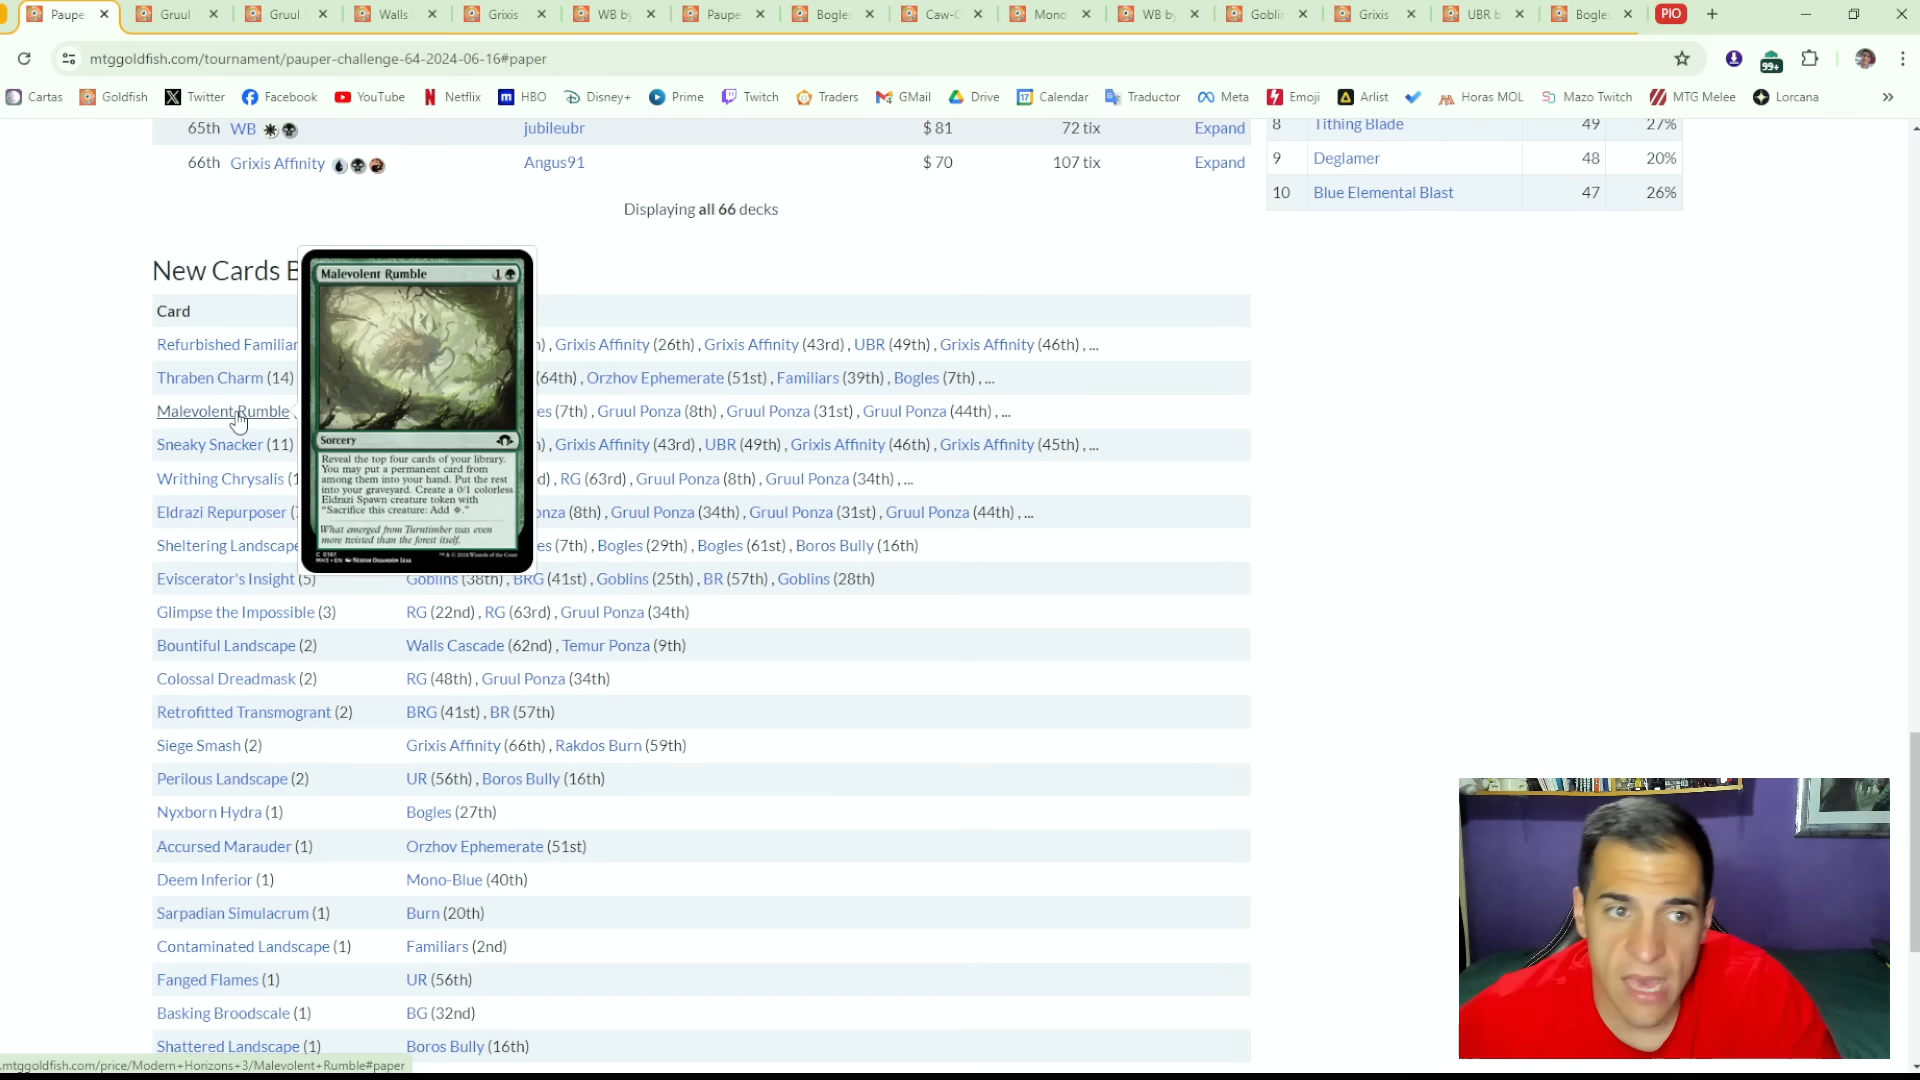 Paupe Gruul Gruul Walls Grixis WB by Paupe Bogle Caw-G Mono WB by Goblin Grixis UBR b Bogle PIO
mtggoldfish.com/tournament/pauper-challenge-64-2024-06-16#paper
99+
Cartas Goldfish Twitter Facebook YouTube Netflix HBO Disney+ Prime Twitch Traders GMail Drive Calendar Traductor Meta Emoji Arlist Horas MOL Mazo Twitch MTG Melee Lorcana
65th WB jubileubr $ 81 72 tix Expand
66th Grixis Affinity Angus91 $ 70 107 tix Expand
Displaying all 66 decks
8 Tithing Blade 49 27%
9 Deglamer 48 20%
10 Blue Elemental Blast 47 26%
New Cards B
Card
Refurbished Familiar , Grixis Affinity (26th) , Grixis Affinity (43rd) , UBR (49th) , Grixis Affinity (46th) , ...
Thraben Charm (14) (64th) , Orzhov Ephemerate (51st) , Familiars (39th) , Bogles (7th) , ...
Malevolent Rumble es (7th) , Gruul Ponza (8th) , Gruul Ponza (31st) , Gruul Ponza (44th) , ...
Sneaky Snacker (11) , Grixis Affinity (43rd) , UBR (49th) , Grixis Affinity (46th) , Grixis Affinity (45th) , ...
Writhing Chrysalis (1 d) , RG (63rd) , Gruul Ponza (8th) , Gruul Ponza (34th) , ...
Eldrazi Repurposer ( onza (8th) , Gruul Ponza (34th) , Gruul Ponza (31st) , Gruul Ponza (44th) , ...
Sheltering Landscape es (7th) , Bogles (29th) , Bogles (61st) , Boros Bully (16th)
Eviscerator's Insight (5) Goblins (38th) , BRG (41st) , Goblins (25th) , BR (57th) , Goblins (28th)
Glimpse the Impossible (3) RG (22nd) , RG (63rd) , Gruul Ponza (34th)
Bountiful Landscape (2) Walls Cascade (62nd) , Temur Ponza (9th)
Colossal Dreadmask (2) RG (48th) , Gruul Ponza (34th)
Retrofitted Transmogrant (2) BRG (41st) , BR (57th)
Siege Smash (2) Grixis Affinity (66th) , Rakdos Burn (59th)
Perilous Landscape (2) UR (56th) , Boros Bully (16th)
Nyxborn Hydra (1) Bogles (27th)
Accursed Marauder (1) Orzhov Ephemerate (51st)
Deem Inferior (1) Mono-Blue (40th)
Sarpadian Simulacrum (1) Burn (20th)
Contaminated Landscape (1) Familiars (2nd)
Fanged Flames (1) UR (56th)
Basking Broodscale (1) BG (32nd)
Shattered Landscape (1) Boros Bully (16th)
Malevolent Rumble 1
Sorcery
Reveal the top four cards of your library.
You may put a permanent card from
among them into your hand. Put the rest
into your graveyard. Create a 0/1 colorless
Eldrazi Spawn creature token with
"Sacrifice this creature: Add ."
What emerged from Turntimber was even
more twisted than the forest itself.
C 0161
MH3 • EN
.mtggoldfish.com/price/Modern+Horizons+3/Malevolent+Rumble#paper